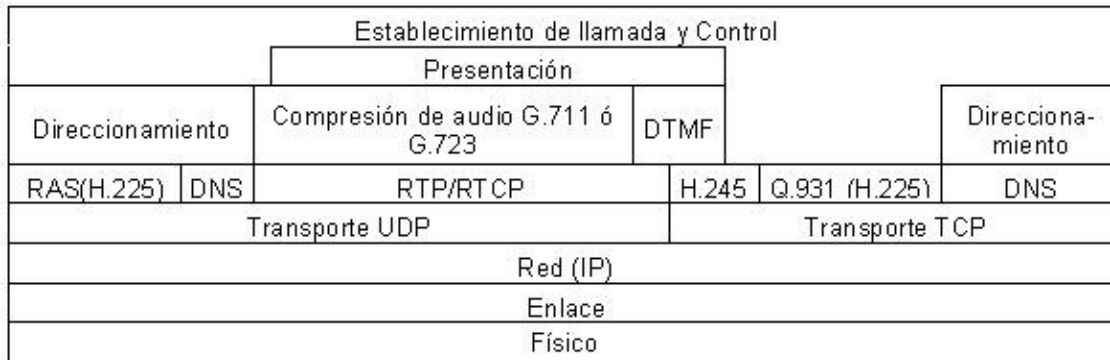 Establecimiento de llamada y Control
Presentación
Direccionamiento
Compresión de audio G.711 ó
G.723
DTMF
Direcciona-
miento
RAS(H.225)
DNS
RTP/RTCP
H.245
Q.931 (H.225)
DNS
Transporte UDP
Transporte TCP
Red (IP)
Enlace
Físico